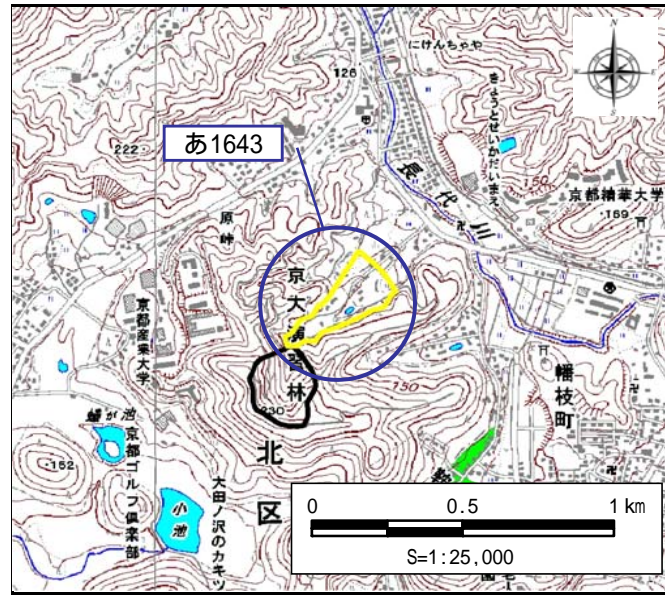 にけんちゃや
126
N
W
E
S
222
あ1643
きょうとせいかだいまえ
長代川
150
京都精華大学
169
原峠
京大演習林
京都産業大学
150
230
幡枝町
北区
蟻が池
京都ゴルフ倶楽部
152
小池
大田ノ沢のカキツ
0 0.5 1 km
S=1:25,000